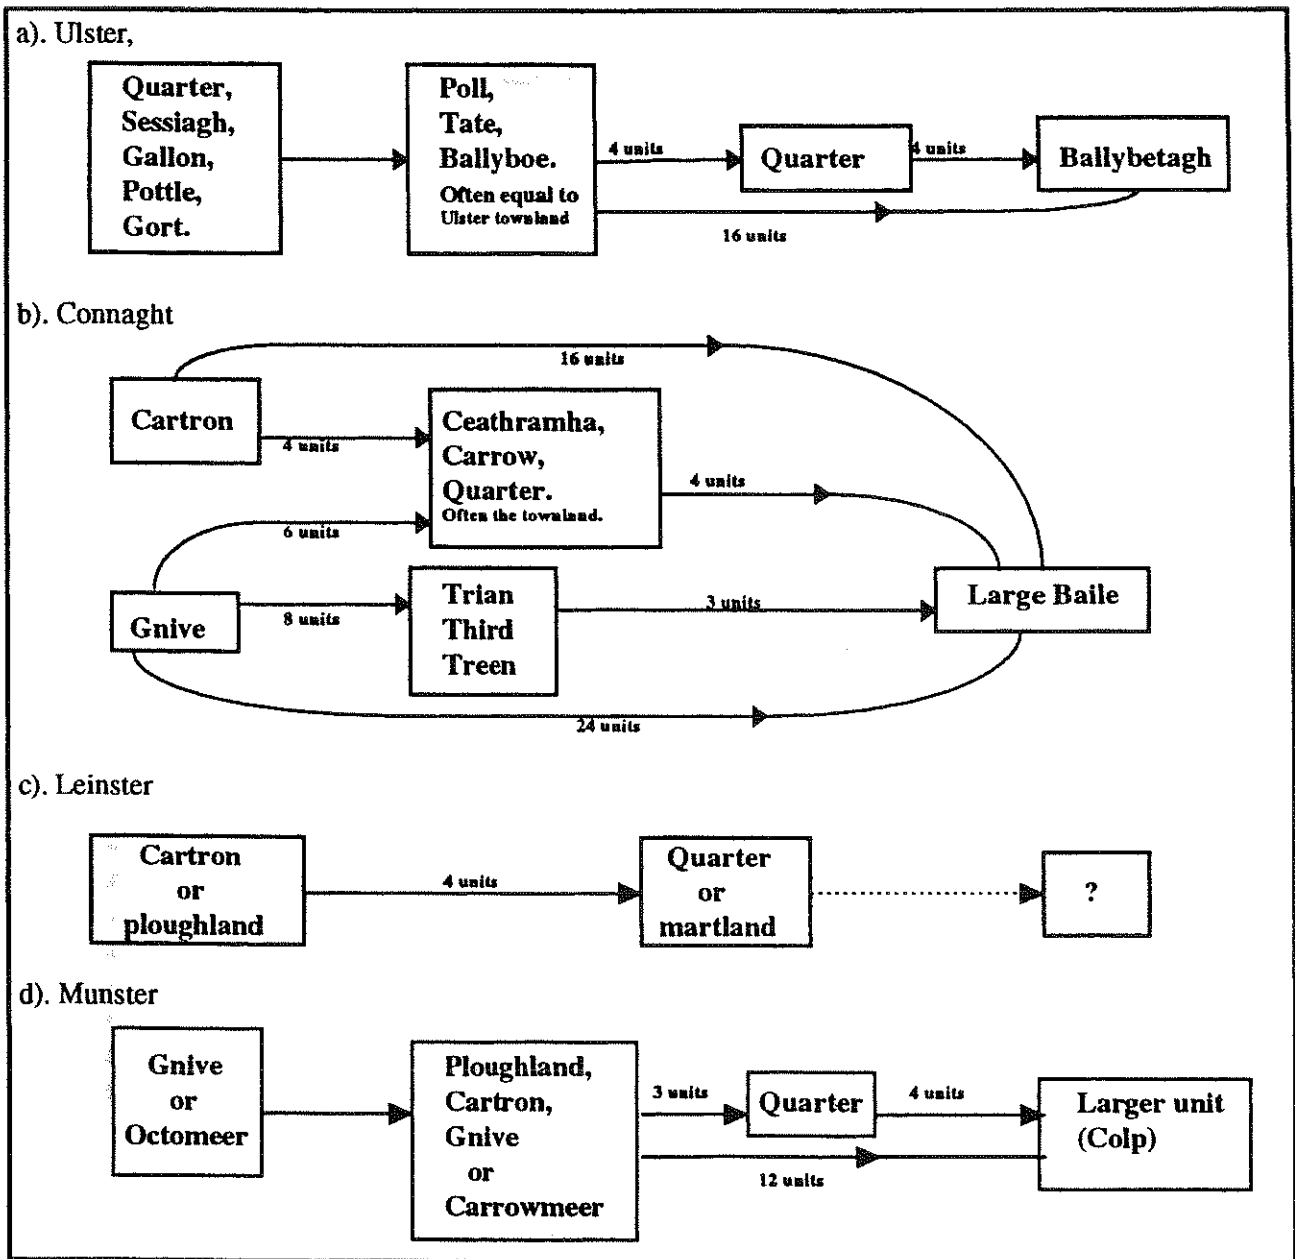 a). Ulster,
Quarter,
Sessiagh,
Gallon,
Pottle,
Gort.
Poll,
Tate,
Ballyboe.
Often equal to
Ulster townland
4 units
Quarter
4 units
Ballybetagh
16 units
b). Connaght
16 units
Cartron
4 units
Ceathramha,
Carrow,
Quarter.
Often the townland.
4 units
6 units
Gnive
8 units
Trian
Third
Treen
3 units
Large Baile
24 units
c). Leinster
Cartron
or
ploughland
4 units
Quarter
or
martland
?
d). Munster
Gnive
or
Octomeer
Ploughland,
Cartron,
Gnive
or
Carrowmeer
3 units
Quarter
4 units
Larger unit
(Colp)
12 units